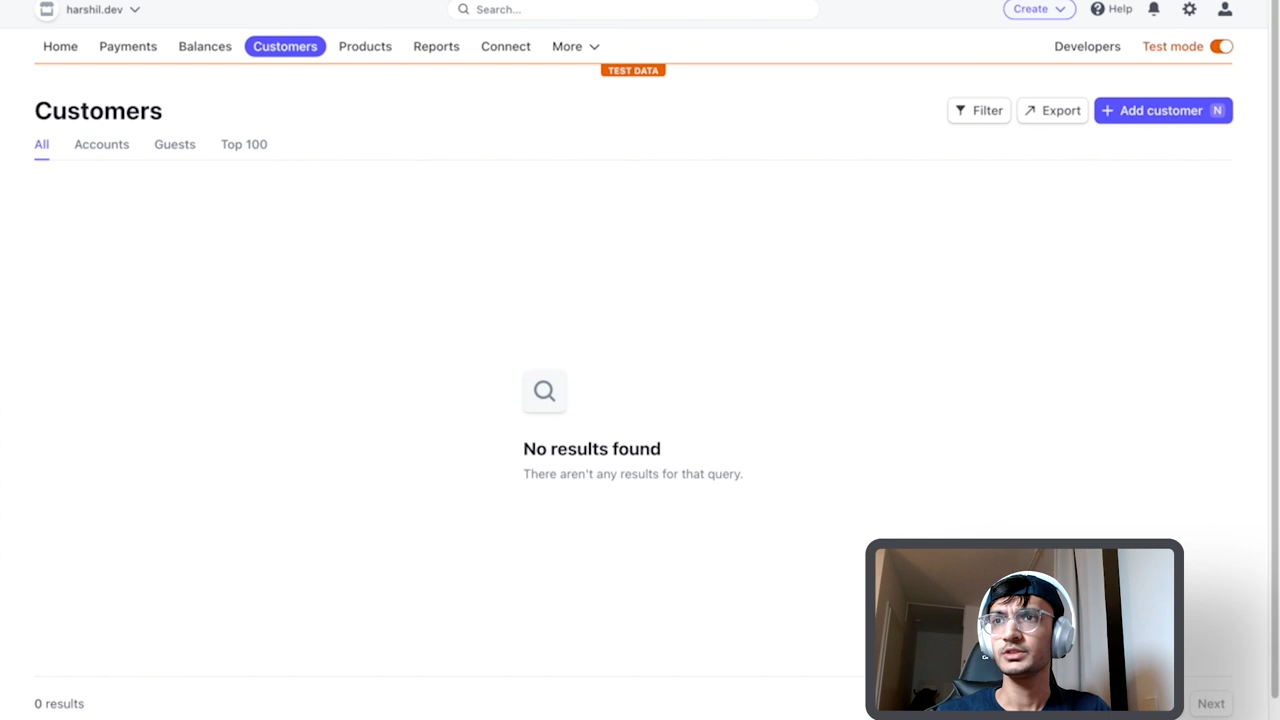 harshil.dev
Search...
Create
Help
Home
Payments
Balances
Customers
Products
Reports
Connect
More
Developers
Test mode
TEST DATA
Customers
Filter
Export
Add customer N
All
Accounts
Guests
Top 100
No results found
There aren't any results for that query.
0 results
Next